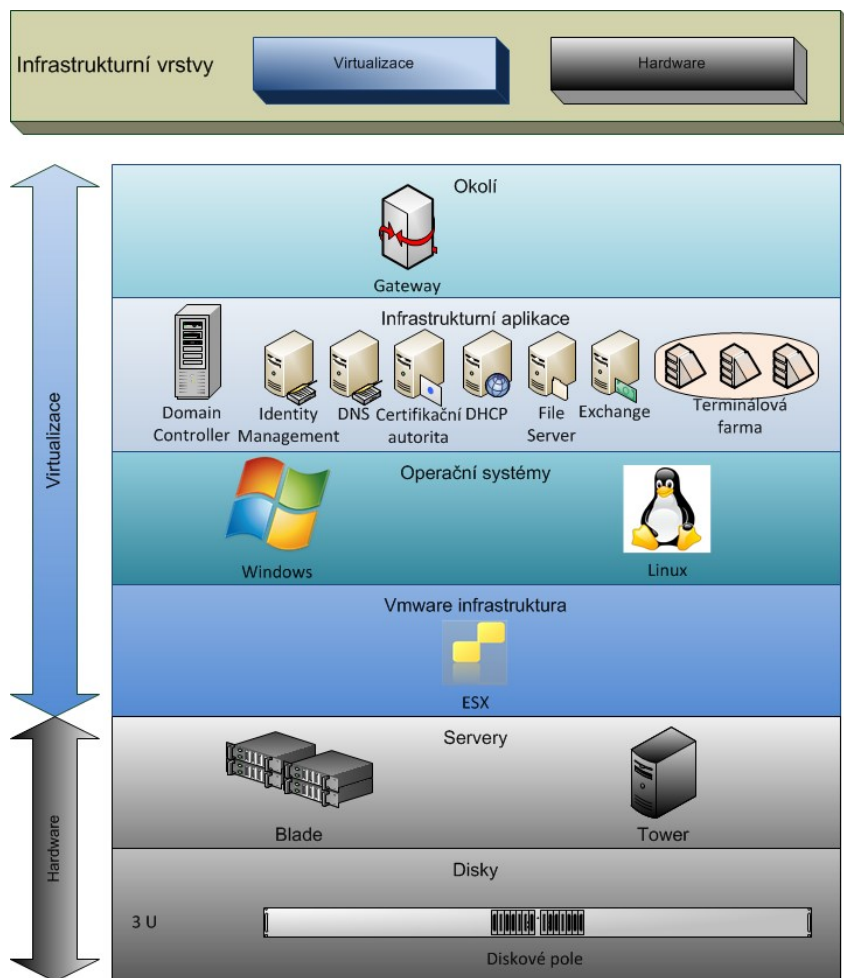 Infrastrukturní vrstvy
Virtualizace
Hardware
Okolí
Gateway
Infrastrukturní aplikace
Domain
Controller
Identity
Management
DNS
Certifikační
autorita
DHCP
File
Server
Exchange
Terminálová
farma
Virtualizace
Operační systémy
Windows
Linux
Vmware infrastruktura
ESX
Servery
Blade
Tower
Hardware
Disky
3 U
Diskové pole